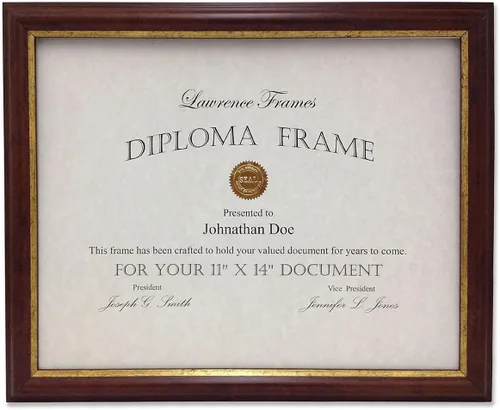 Lawrence Frames
DIPLOMA FRAME
SEAL
Presented to
Johnathan Doe
This frame has been crafted to hold your valued document for years to come.
FOR YOUR 11" X 14" DOCUMENT
President Vice President
Joseph G. Smith Jennifer L. Jones